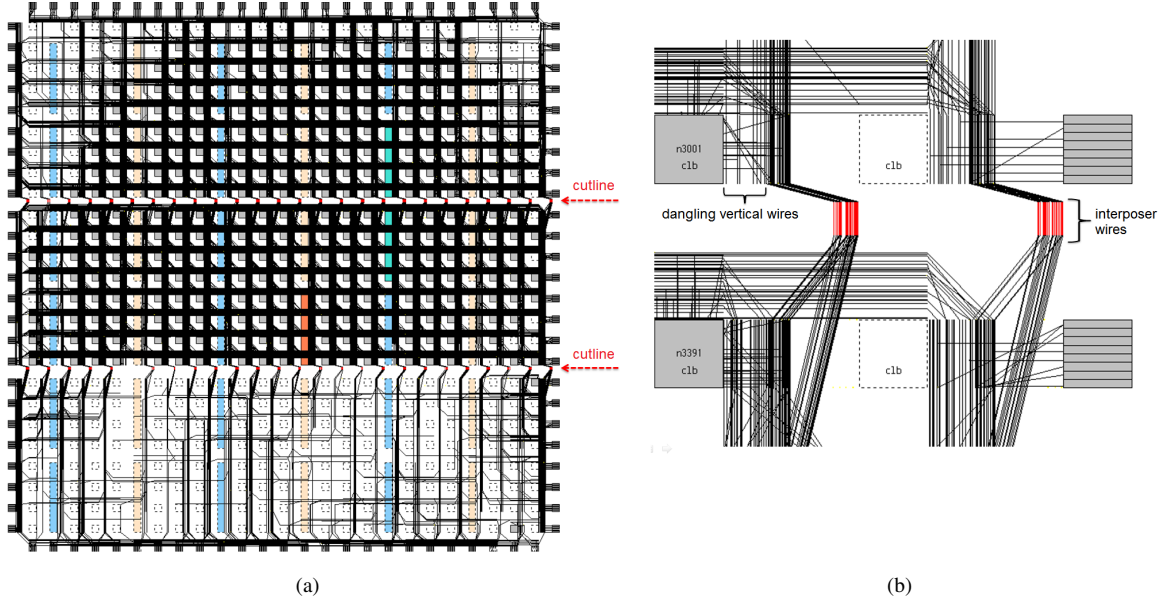 cutline
cutline
n3001
clb
clb
dangling vertical wires
interposer
wires
n3391
clb
clb
(a)
(b)